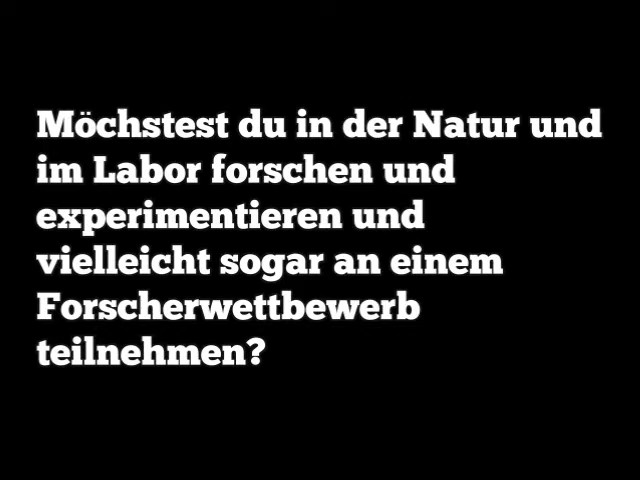 Möchstest du in der Natur und
im Labor forschen und
experimentieren und
vielleicht sogar an einem
Forscherwettbewerb
teilnehmen?